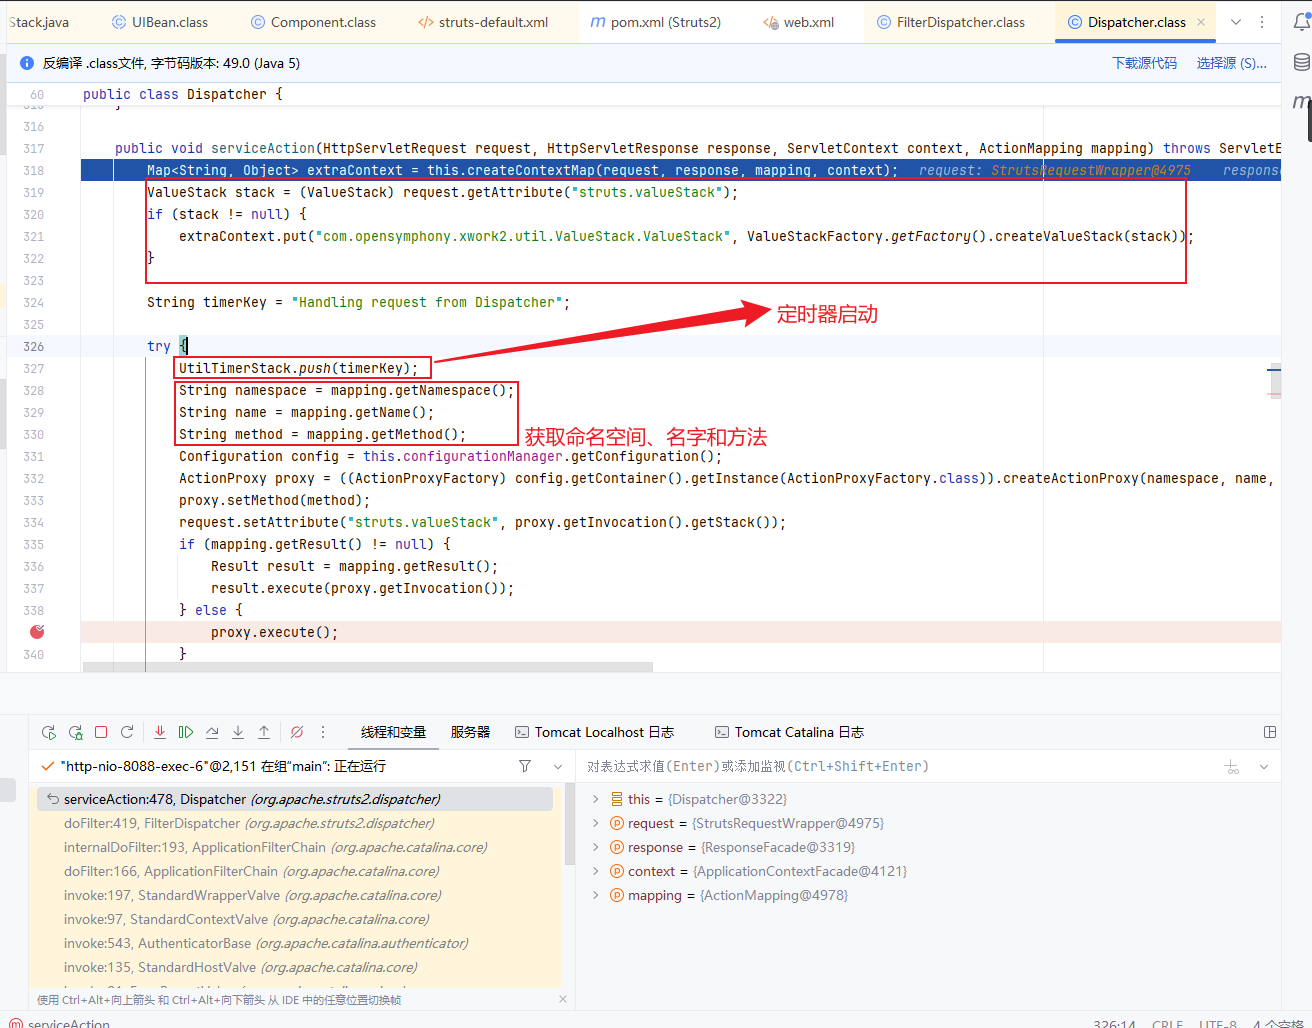 Stack.java UIBean.class Component.class struts-default.xml pom.xml (Struts2) web.xml FilterDispatcher.class Dispatcher.class
反编译 .class文件, 字节码版本: 49.0 (Java 5) 下载源代码 选择源 (S)...
60 public class Dispatcher {
315 }
316
317 public void serviceAction(HttpServletRequest request, HttpServletResponse response, ServletContext context, ActionMapping mapping) throws ServletE
318 Map<String, Object> extraContext = this.createContextMap(request, response, mapping, context); request: StrutsRequestWrapper@4975 respons
319 ValueStack stack = (ValueStack) request.getAttribute("struts.valueStack");
320 if (stack != null) {
321 extraContext.put("com.opensymphony.xwork2.util.ValueStack.ValueStack", ValueStackFactory.getFactory().createValueStack(stack));
322 }
323
324 String timerKey = "Handling request from Dispatcher";
定时器启动
325
326 try {
327 UtilTimerStack.push(timerKey);
328 String namespace = mapping.getNamespace();
329 String name = mapping.getName();
330 String method = mapping.getMethod();
获取命名空间、名字和方法
331 Configuration config = this.configurationManager.getConfiguration();
332 ActionProxy proxy = ((ActionProxyFactory) config.getContainer().getInstance(ActionProxyFactory.class)).createActionProxy(namespace, name,
333 proxy.setMethod(method);
334 request.setAttribute("struts.valueStack", proxy.getInvocation().getStack());
335 if (mapping.getResult() != null) {
336 Result result = mapping.getResult();
337 result.execute(proxy.getInvocation());
338 } else {
proxy.execute();
340 }
线程和变量 服务器 Tomcat Localhost 日志 Tomcat Catalina 日志
"http-nio-8088-exec-6"@2,151 在组"main": 正在运行
对表达式求值(Enter)或添加监视(Ctrl+Shift+Enter)
serviceAction:478, Dispatcher (org.apache.struts2.dispatcher)
doFilter:419, FilterDispatcher (org.apache.struts2.dispatcher)
internalDoFilter:193, ApplicationFilterChain (org.apache.catalina.core)
doFilter:166, ApplicationFilterChain (org.apache.catalina.core)
invoke:197, StandardWrapperValve (org.apache.catalina.core)
invoke:97, StandardContextValve (org.apache.catalina.core)
invoke:543, AuthenticatorBase (org.apache.catalina.authenticator)
invoke:135, StandardHostValve (org.apache.catalina.core)
this = {Dispatcher@3322}
request = {StrutsRequestWrapper@4975}
response = {ResponseFacade@3319}
context = {ApplicationContextFacade@4121}
mapping = {ActionMapping@4978}
使用 Ctrl+Alt+向上箭头 和 Ctrl+Alt+向下箭头 从 IDE 中的任意位置切换帧
serviceAction 326:14 CRLF UTF-8 4 个空格